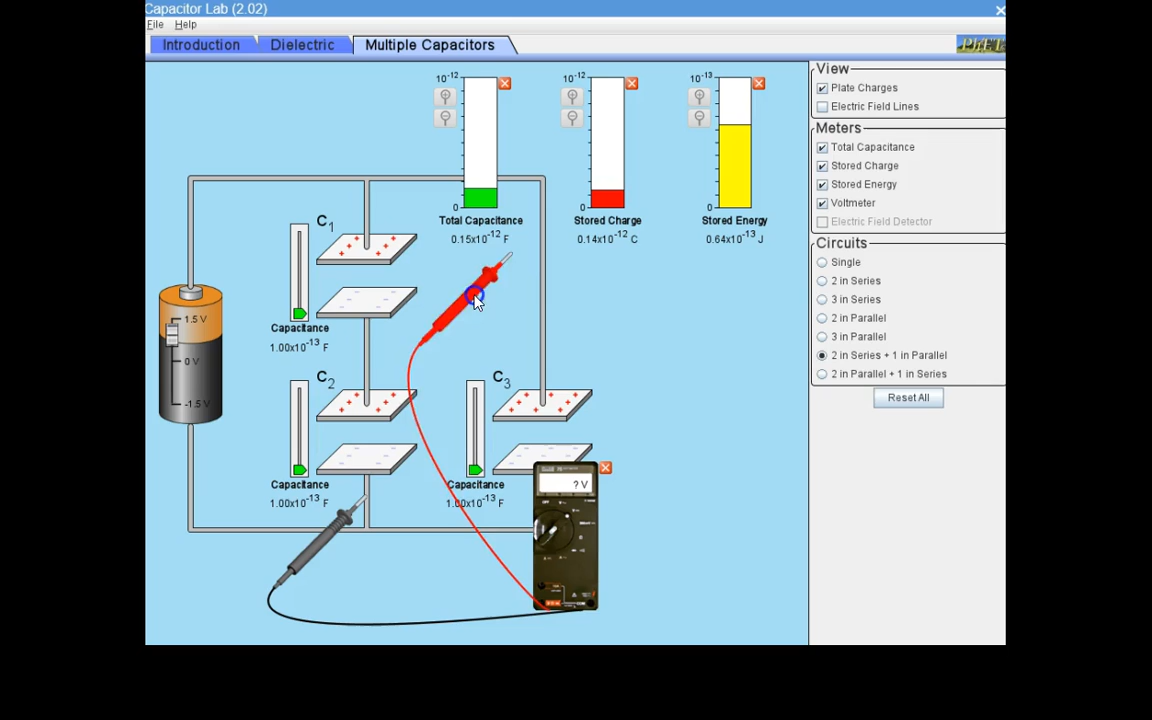 Capacitor Lab (2.02)
File Help
Introduction Dielectric Multiple Capacitors PhET
View
Plate Charges
Electric Field Lines
Meters
Total Capacitance
Stored Charge
Stored Energy
Voltmeter
Electric Field Detector
Circuits
Single
2 in Series
3 in Series
2 in Parallel
3 in Parallel
2 in Series + 1 in Parallel
2 in Parallel + 1 in Series
Reset All
10-12 10-12 10-13
0 0 0
Total Capacitance Stored Charge Stored Energy
0.15x10-12 F 0.14x10-12 C 0.64x10-13 J
C1
Capacitance
1.00x10-13 F
1.5 V
0 V
-1.5 V
C2
Capacitance
1.00x10-13 F
C3
Capacitance
1.00x10-13 F
? V